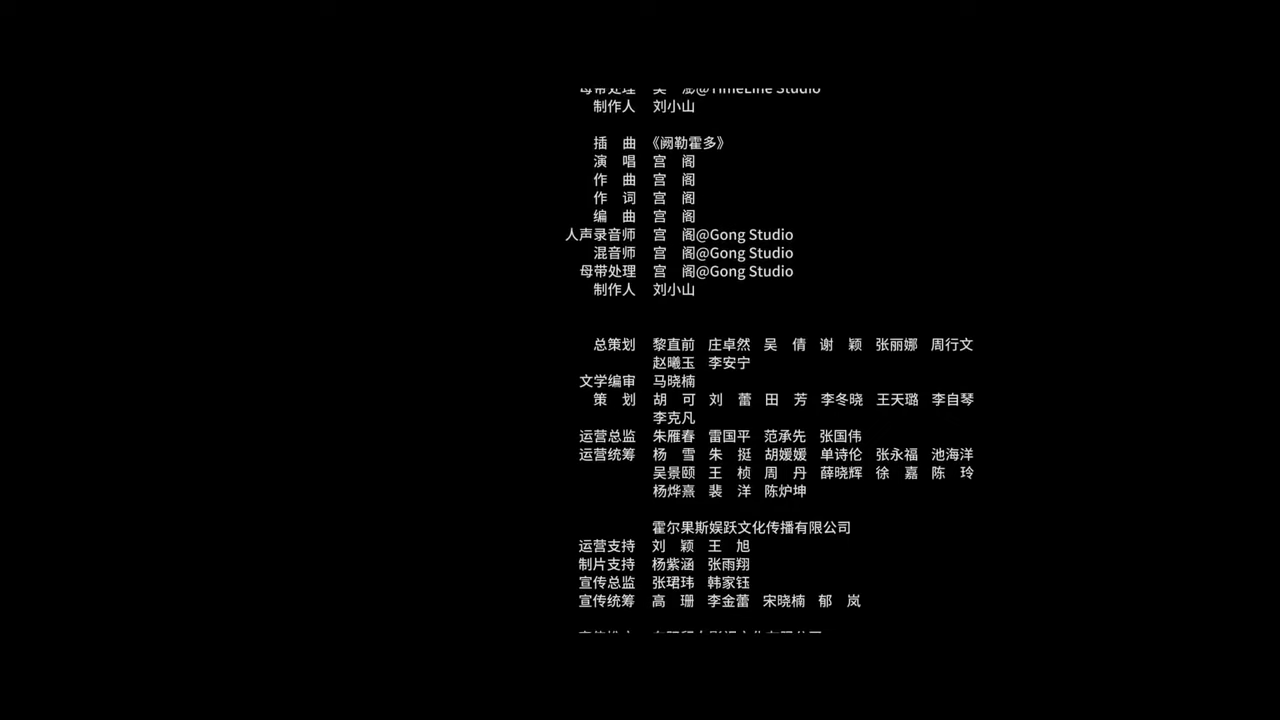 母带处理 吴 澎@TimeLine Studio
制作人 刘小山
插 曲 《阙勒霍多》
演 唱 宫 阁
作 曲 宫 阁
作 词 宫 阁
编 曲 宫 阁
人声录音师 宫 阁@Gong Studio
混音师 宫 阁@Gong Studio
母带处理 宫 阁@Gong Studio
制作人 刘小山
总策划 黎直前 庄卓然 吴 倩 谢 颖 张丽娜 周行文
赵曦玉 李安宁
文学编审 马晓楠
策 划 胡 可 刘 蕾 田 芳 李冬晓 王天璐 李自琴
李克凡
运营总监 朱雁春 雷国平 范承先 张国伟
运营统筹 杨 雪 朱 挺 胡媛媛 单诗伦 张永福 池海洋
吴景颐 王 桢 周 丹 薛晓辉 徐 嘉 陈 玲
杨烨熹 裴 洋 陈炉坤
霍尔果斯娱跃文化传播有限公司
运营支持 刘 颖 王 旭
制片支持 杨紫涵 张雨翔
宣传总监 张珺玮 韩家钰
宣传统筹 高 珊 李金蕾 宋晓楠 郁 岚